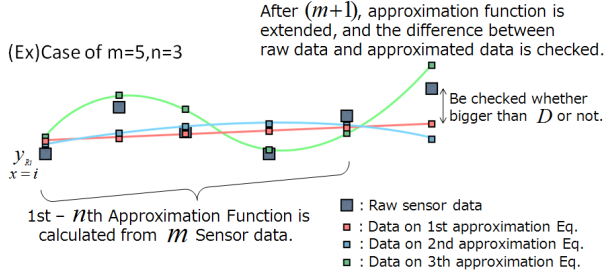 After (m+1), approximation function is
extended, and the difference between
raw data and approximated data is checked.
(Ex)Case of m=5,n=3
Be checked whether
bigger than D or not.
y_Ri
x = i
1st – nth Approximation Function is
calculated from m Sensor data.
: Raw sensor data
: Data on 1st approximation Eq.
: Data on 2nd approximation Eq.
: Data on 3th approximation Eq.